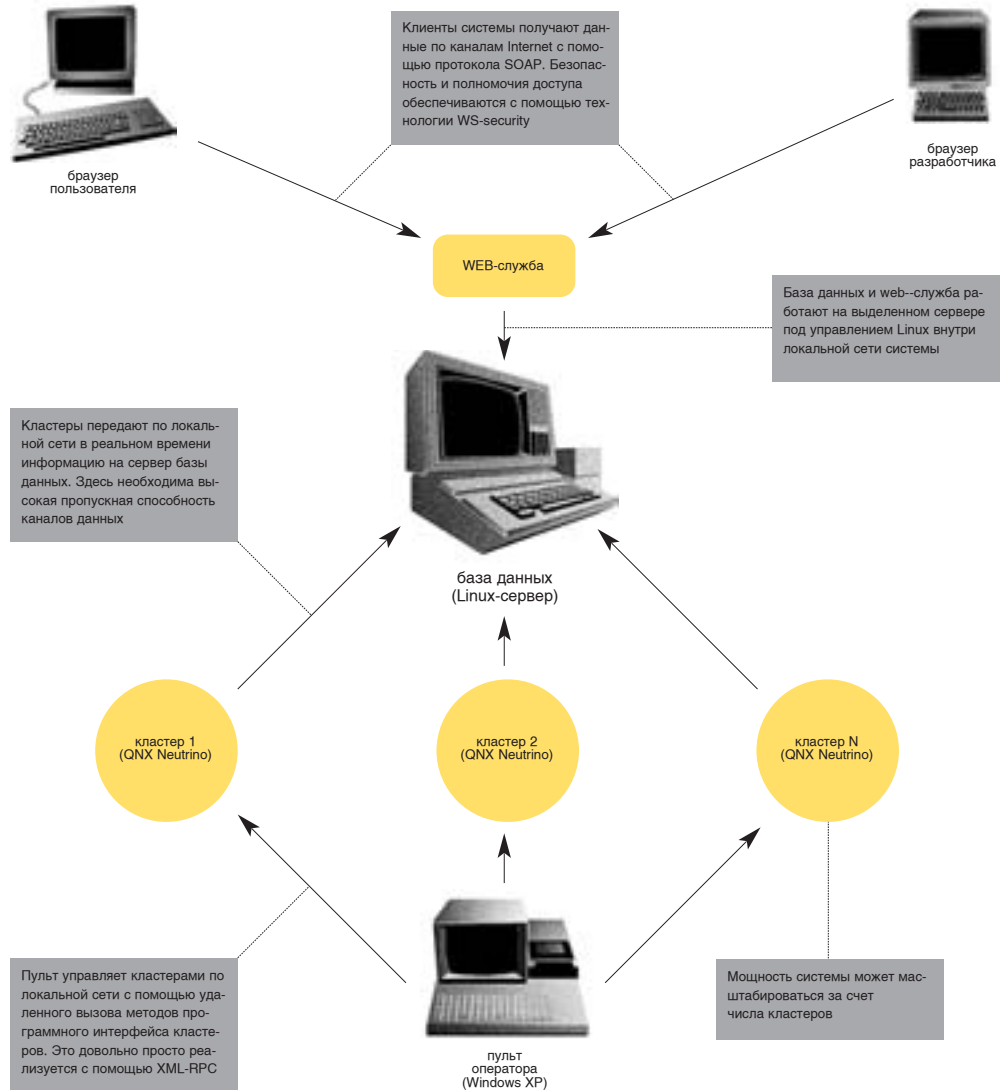 Клиенты системы получают дан-
ные по каналам Internet с помо-
щью протокола SOAP. Безопас-
ность и полномочия доступа
обеспечиваются с помощью тех-
нологии WS-security
браузер
пользователя
браузер
разработчика
WEB-служба
База данных и web--служба ра-
ботают на выделенном сервере
под управлением Linux внутри
локальной сети системы
Кластеры передают по локаль-
ной сети в реальном времени
информацию на сервер базы
данных. Здесь необходима вы-
сокая пропускная способность
каналов данных
база данных
(Linux-сервер)
кластер 1
(QNX Neutrino)
кластер 2
(QNX Neutrino)
кластер N
(QNX Neutrino)
Пульт управляет кластерами по
локальной сети с помощью уда-
ленного вызова методов про-
граммного интерфейса класте-
ров. Это довольно просто реа-
лизуется с помощью XML-RPC
Мощность системы может мас-
штабироваться за счет
числа кластеров
пульт
оператора
(Windows XP)